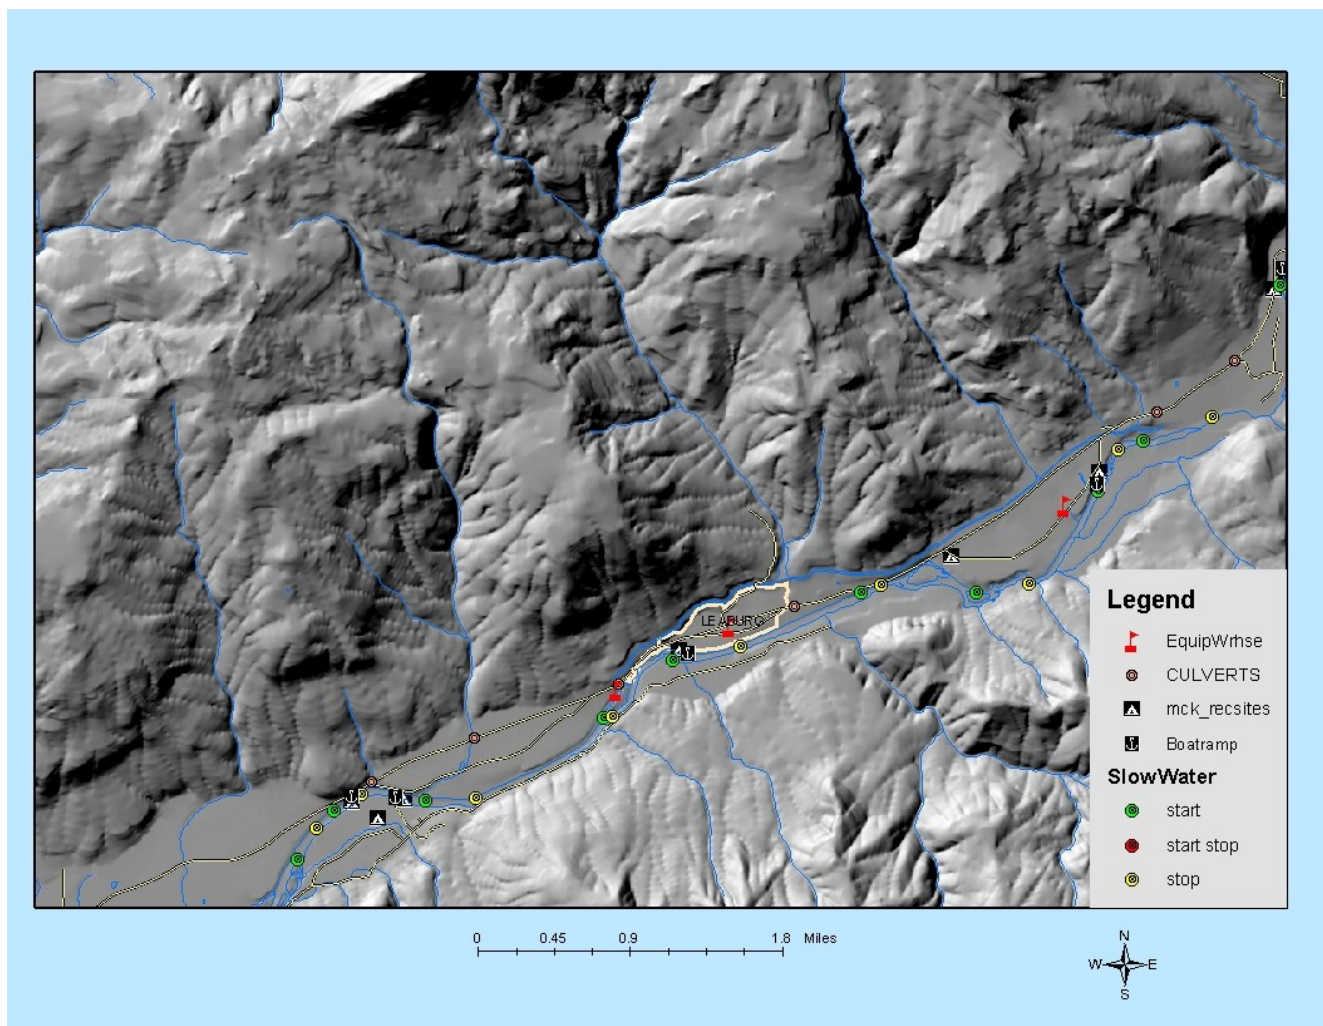 LEABURG
Legend
EquipWrhse
CULVERTS
mck_recsites
Boatramp
SlowWater
start
start stop
stop
0 0.45 0.9 1.8 Miles
N
W E
S